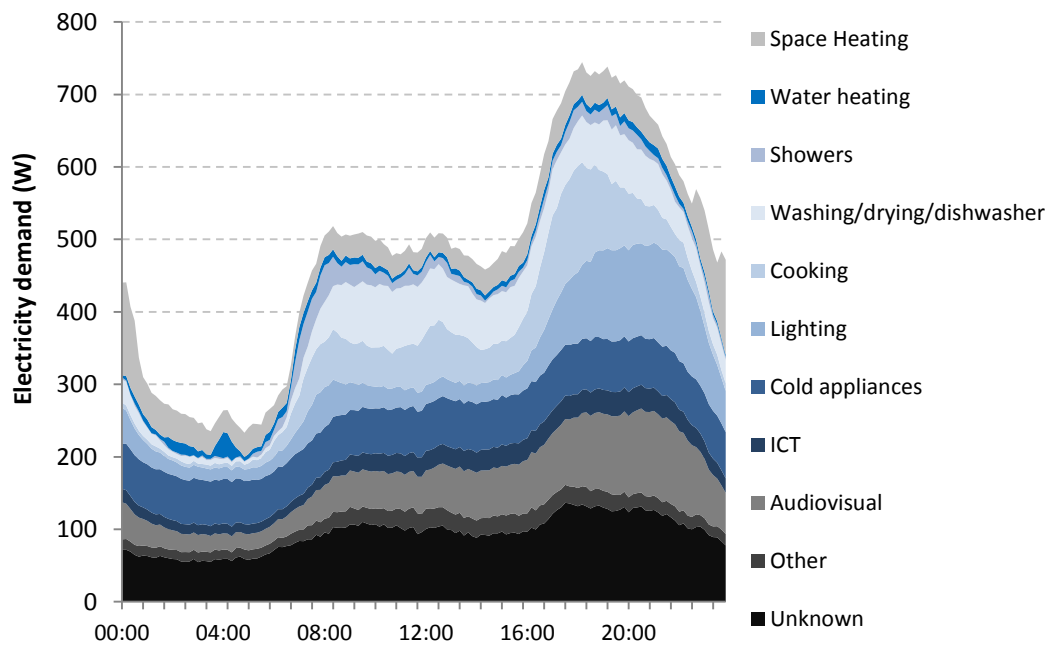 800
700
600
500
400
300
200
100
0
Electricity demand (W)
00:00 04:00 08:00 12:00 16:00 20:00
Space Heating
Water heating
Showers
Washing/drying/dishwasher
Cooking
Lighting
Cold appliances
ICT
Audiovisual
Other
Unknown